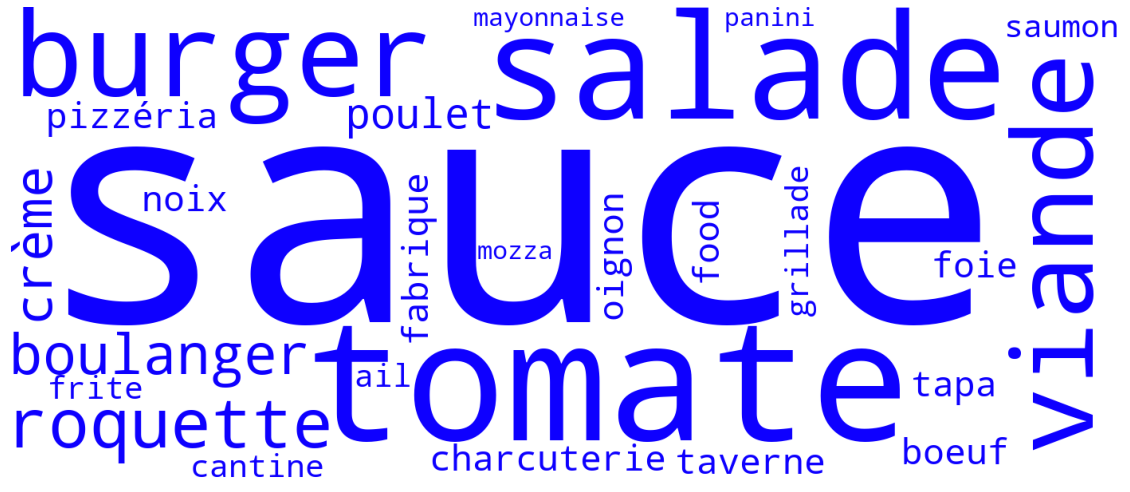 mayonnaise
panini
burger
salade
saumon
pizzéria
poulet
viande
sauce
crème
noix
fabrique
mozza
oignon
food
grillade
foie
boulanger
tomate
frite
ail
tapa
roquette
cantine
charcuterie
taverne
boeuf